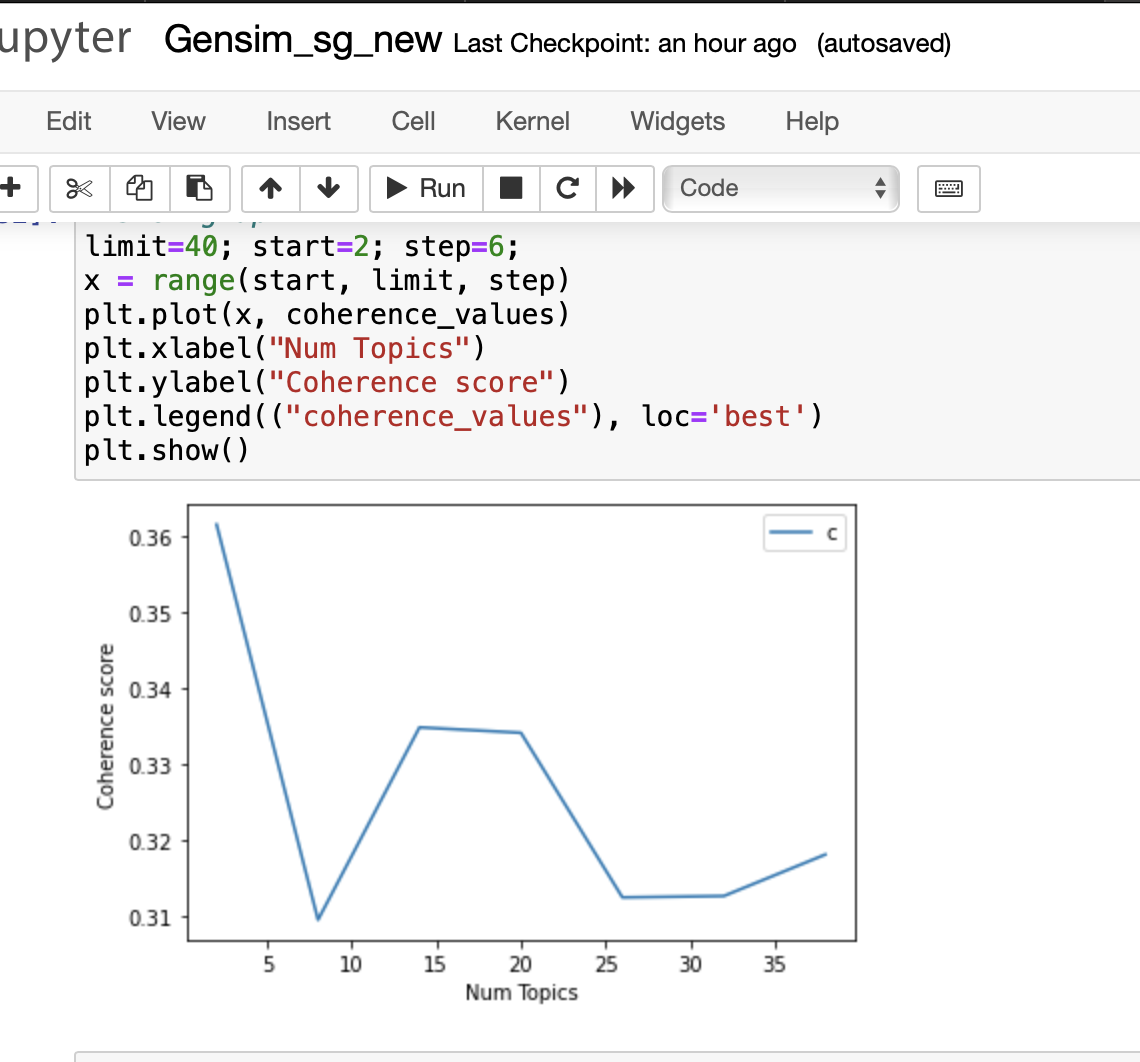 upyter Gensim_sg_new Last Checkpoint: an hour ago (autosaved)
Edit View Insert Cell Kernel Widgets Help
Run Code
limit=40; start=2; step=6;
x = range(start, limit, step)
plt.plot(x, coherence_values)
plt.xlabel("Num Topics")
plt.ylabel("Coherence score")
plt.legend(("coherence_values"), loc='best')
plt.show()
c
0.36
0.35
0.34
0.33
0.32
0.31
Coherence score
5 10 15 20 25 30 35
Num Topics